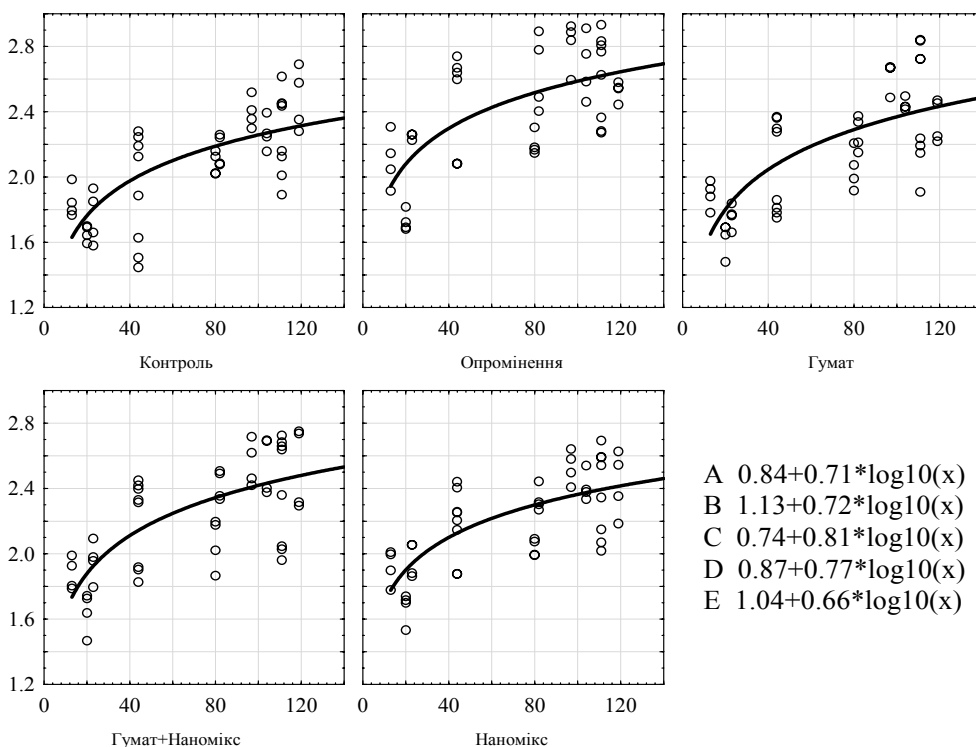 2.8
2.4
2.0
1.6
1.2
0 40 80 120 0 40 80 120 0 40 80 120
Контроль Опромінення Гумат
2.8
2.4
2.0
1.6
1.2
0 40 80 120 0 40 80 120
Гумат+Наномікс Наномікс
A 0.84+0.71*log10(x)
B 1.13+0.72*log10(x)
C 0.74+0.81*log10(x)
D 0.87+0.77*log10(x)
E 1.04+0.66*log10(x)